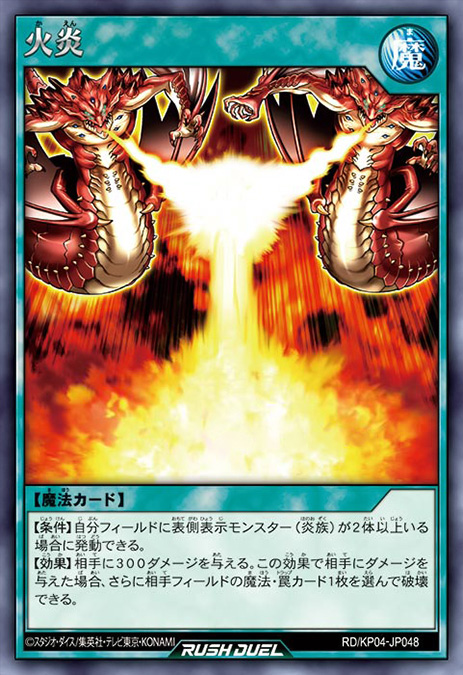 火炎
魔
【魔法カード】
【条件】自分フィールドに表側表示モンスター（炎族）が2体以上いる
場合に発動できる。
【効果】相手に３００ダメージを与える。この効果で相手にダメージを
与えた場合、さらに相手フィールドの魔法・罠カード1枚を選んで破壊
できる。
©スタジオ・ダイス/集英社・テレビ東京・KONAMI
RUSH DUEL
RD/KP04-JP048